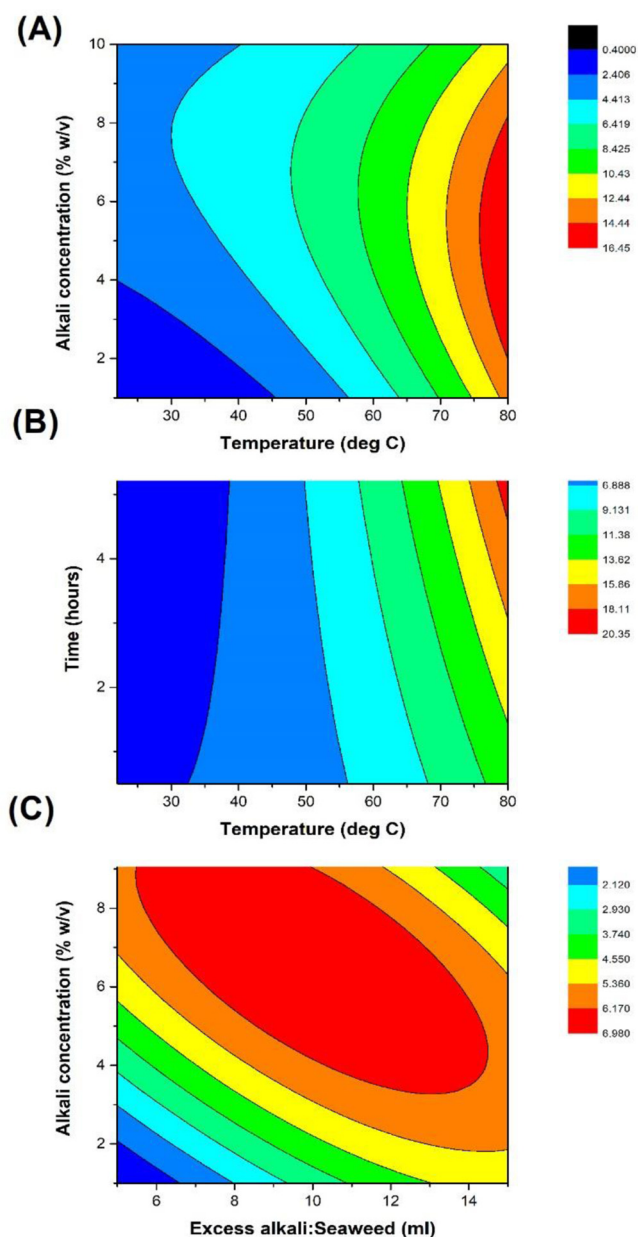 (A)
10
8
6
4
2
Alkali concentration (% w/v)
30 40 50 60 70 80
Temperature (deg C)
0.4000
2.406
4.413
6.419
8.425
10.43
12.44
14.44
16.45
(B)
4
2
Time (hours)
30 40 50 60 70 80
Temperature (deg C)
6.888
9.131
11.38
13.62
15.86
18.11
20.35
(C)
8
6
4
2
Alkali concentration (% w/v)
6 8 10 12 14
Excess alkali:Seaweed (ml)
2.120
2.930
3.740
4.550
5.360
6.170
6.980